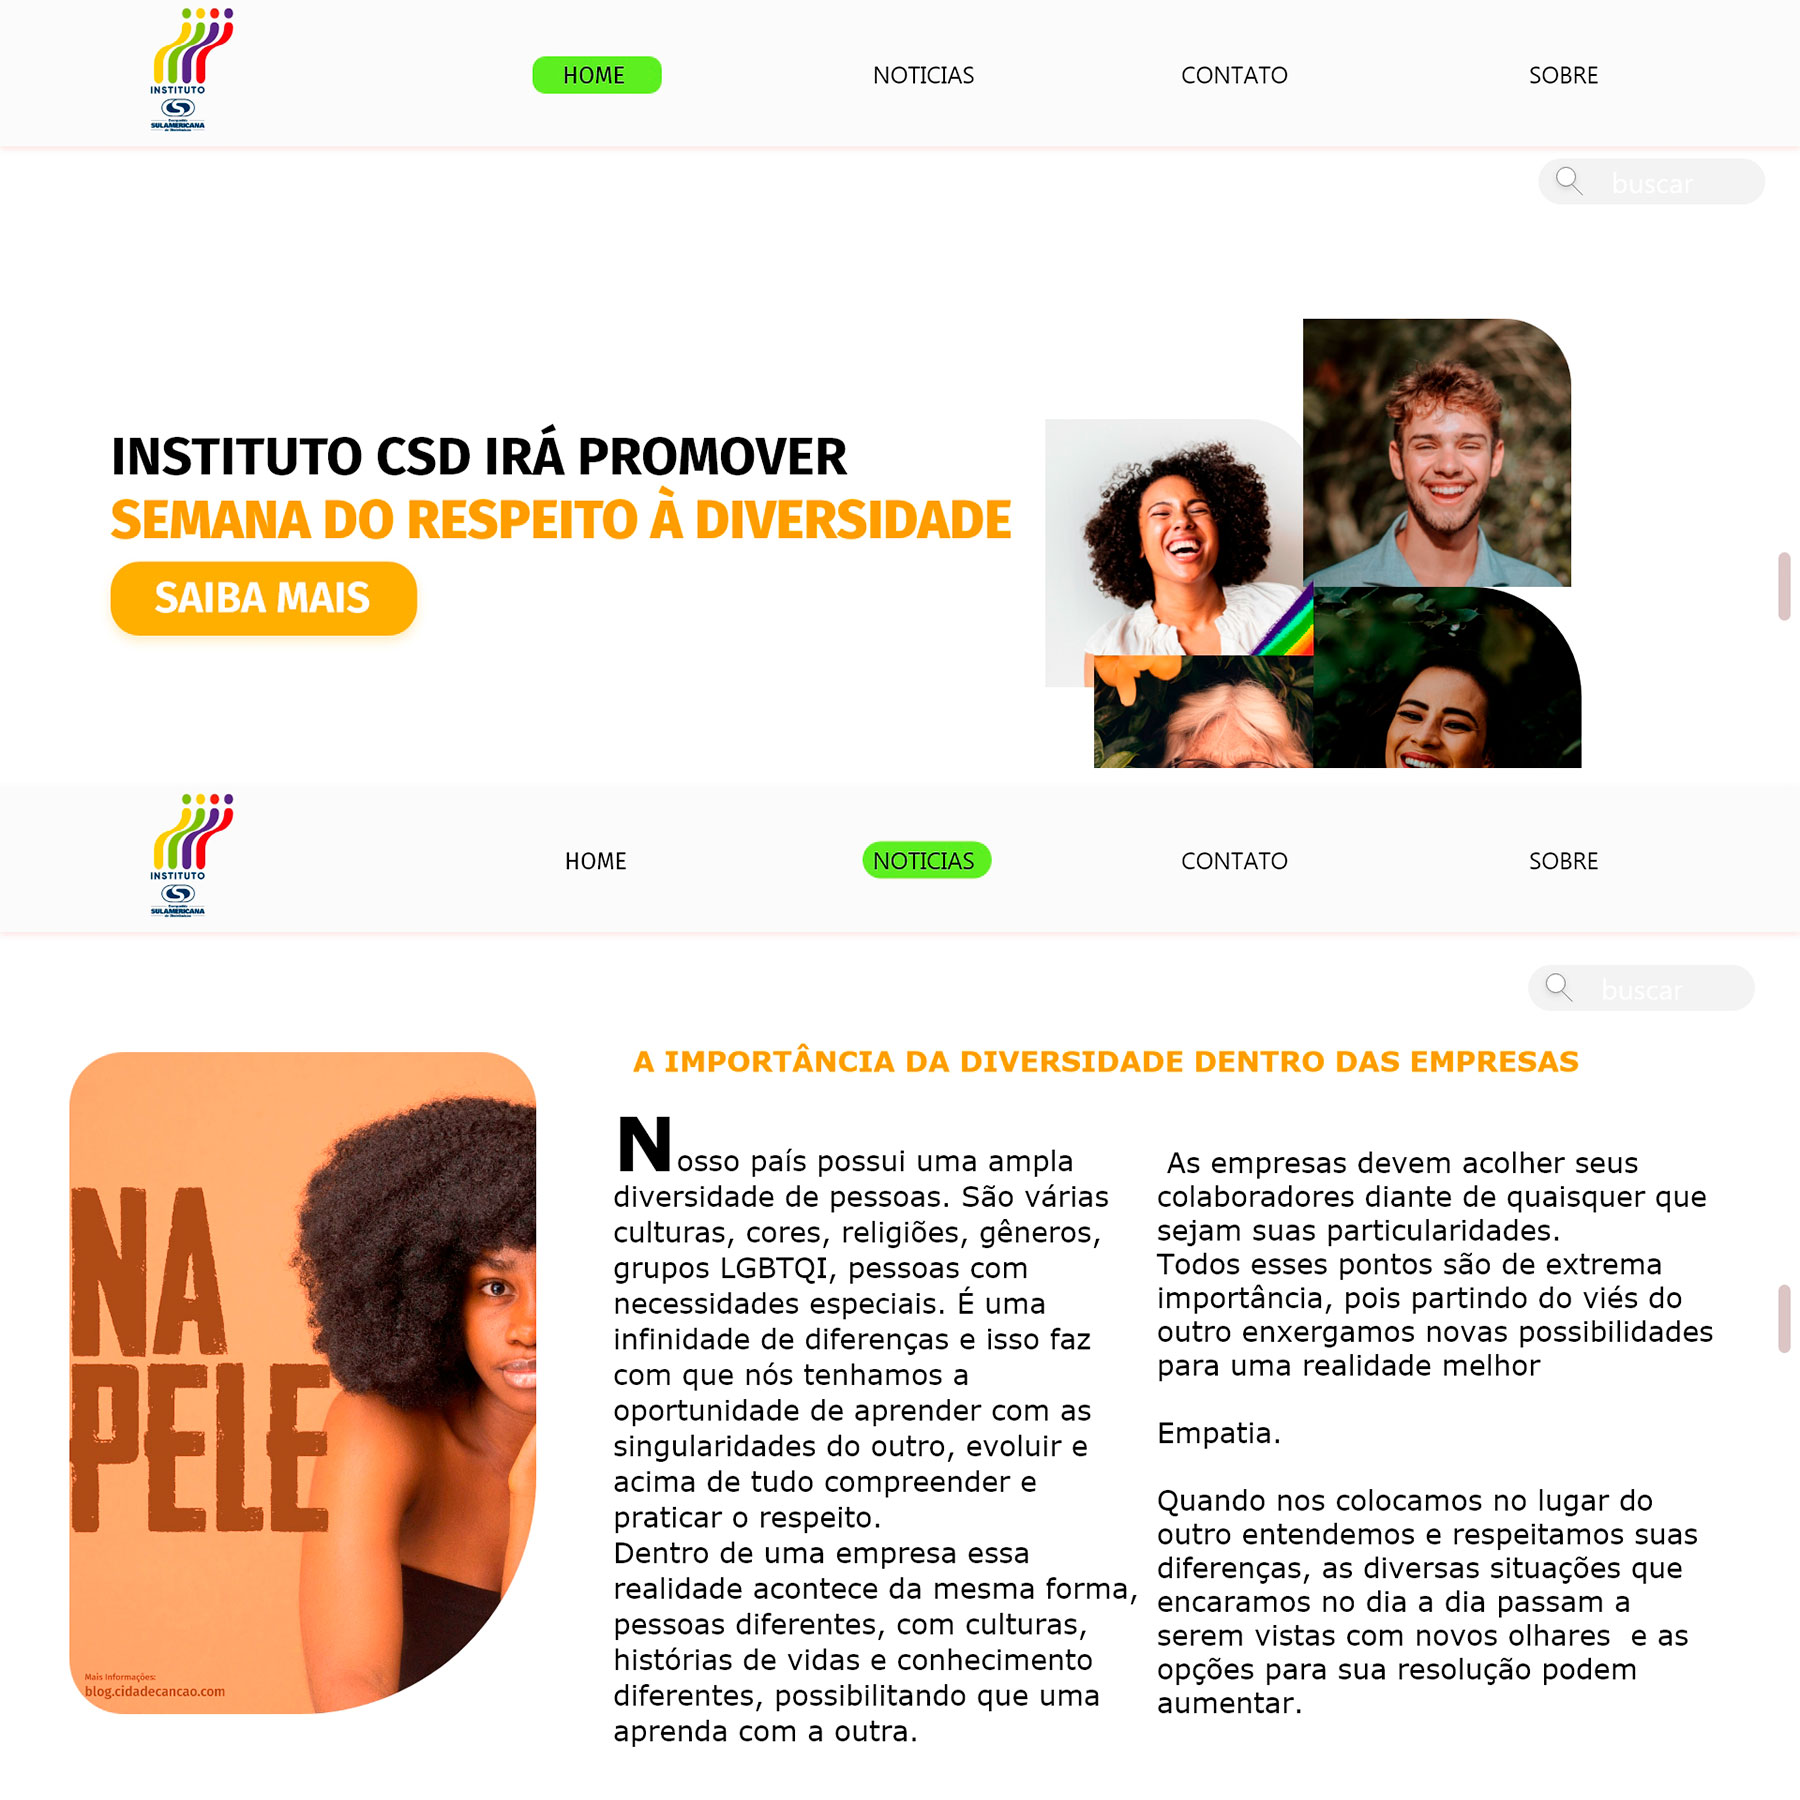 INSTITUTO
SULAMERICANA
HOME
NOTICIAS
CONTATO
SOBRE
buscar
INSTITUTO CSD IRÁ PROMOVER
SEMANA DO RESPEITO À DIVERSIDADE
SAIBA MAIS
INSTITUTO
SULAMERICANA
HOME
NOTICIAS
CONTATO
SOBRE
buscar
NA
PELE
Mais Informações:
blog.cidadecancao.com
A IMPORTÂNCIA DA DIVERSIDADE DENTRO DAS EMPRESAS
Nosso país possui uma ampla
diversidade de pessoas. São várias
culturas, cores, religiões, gêneros,
grupos LGBTQI, pessoas com
necessidades especiais. É uma
infinidade de diferenças e isso faz
com que nós tenhamos a
oportunidade de aprender com as
singularidades do outro, evoluir e
acima de tudo compreender e
praticar o respeito.
Dentro de uma empresa essa
realidade acontece da mesma forma,
pessoas diferentes, com culturas,
histórias de vidas e conhecimento
diferentes, possibilitando que uma
aprenda com a outra.
As empresas devem acolher seus
colaboradores diante de quaisquer que
sejam suas particularidades.
Todos esses pontos são de extrema
importância, pois partindo do viés do
outro enxergamos novas possibilidades
para uma realidade melhor
Empatia.
Quando nos colocamos no lugar do
outro entendemos e respeitamos suas
diferenças, as diversas situações que
encaramos no dia a dia passam a
serem vistas com novos olhares  e as
opções para sua resolução podem
aumentar.